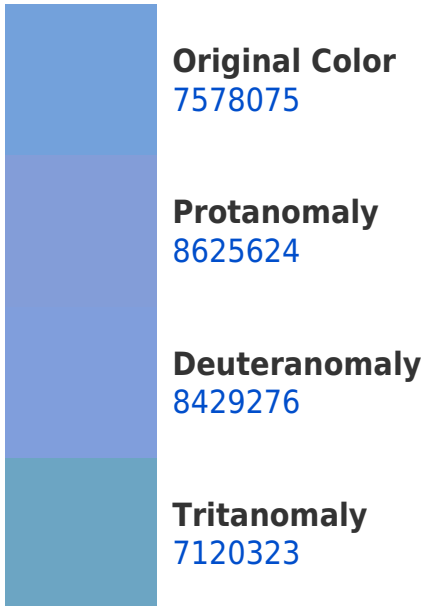 Original Color
7578075
Protanomaly
8625624
Deuteranomaly
8429276
Tritanomaly
7120323